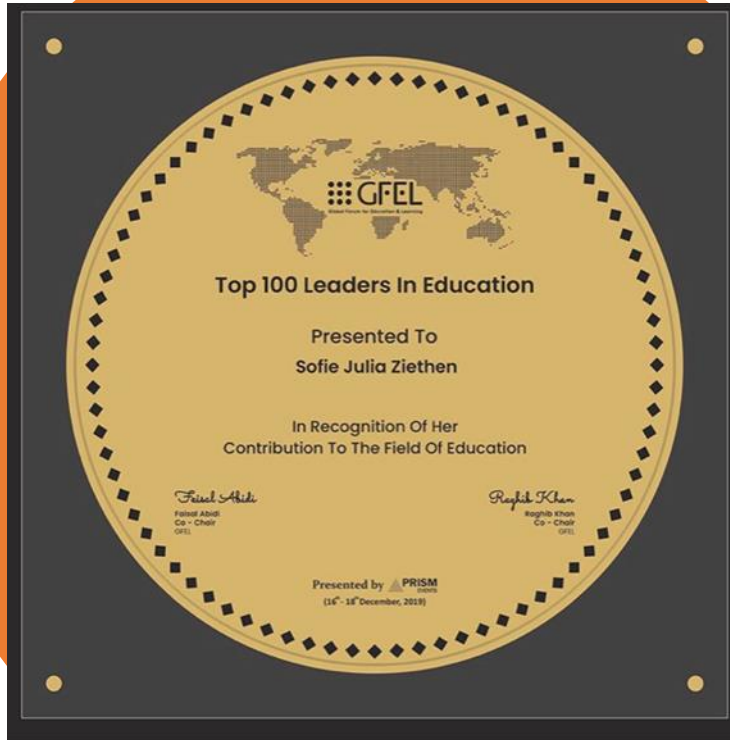 GFEL
Global Forum for Education & Learning
Top 100 Leaders In Education
Presented To
Sofie Julia Ziethen
In Recognition Of Her
Contribution To The Field Of Education
Faisal Abidi
Faisal Abidi
Co - Chair
GFEL
Raghib Khan
Raghib Khan
Co - Chair
GFEL
Presented by PRISM
EVENTS
(16th - 18th December, 2019)